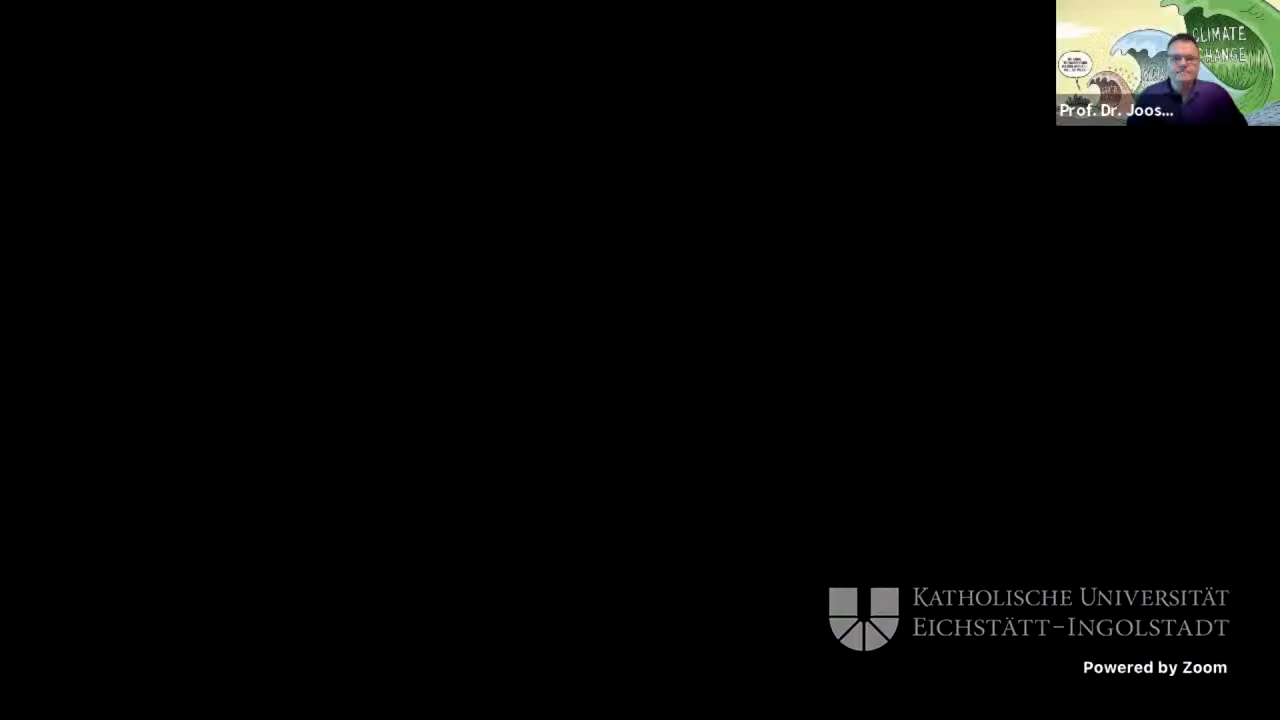 CLIMATE
CHANGE
Prof. Dr. Joos...
KATHOLISCHE UNIVERSITÄT
EICHSTÄTT-INGOLSTADT
Powered by Zoom